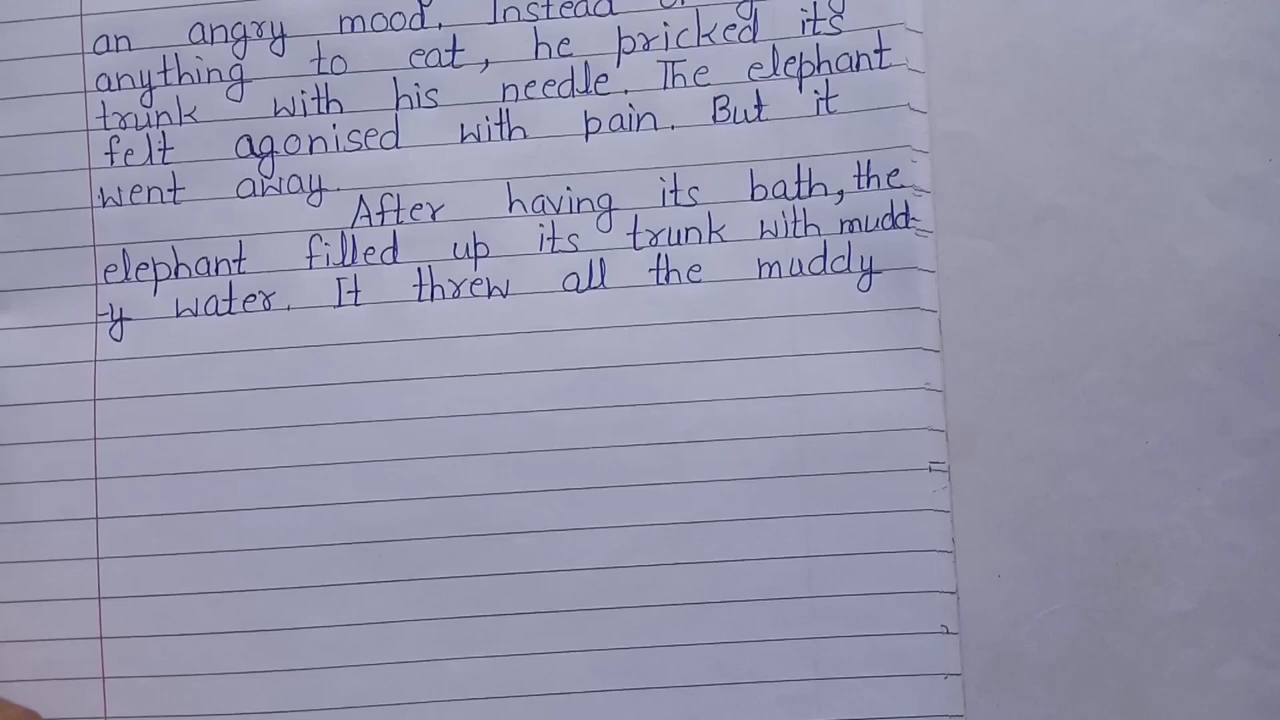 an angry mood. Instead
anything to eat, he pricked its
trunk with his needle. The elephant
felt agonised with pain. But it
went away.
After having its bath, the
elephant filled up its trunk with mudd-
-y water. It threw all the muddy